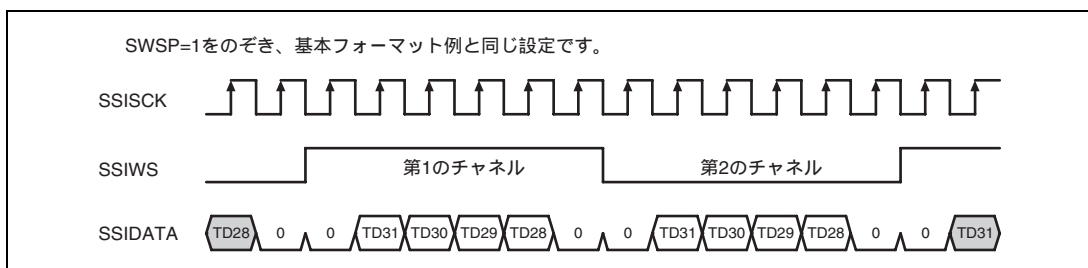 SWSP=1をのぞき、基本フォーマット例と同じ設定です。
SSISCK
SSIWS 第1のチャネル 第2のチャネル
SSIDATA TD28 0 0 TD31 TD30 TD29 TD28 0 0 TD31 TD30 TD29 TD28 0 0 TD31